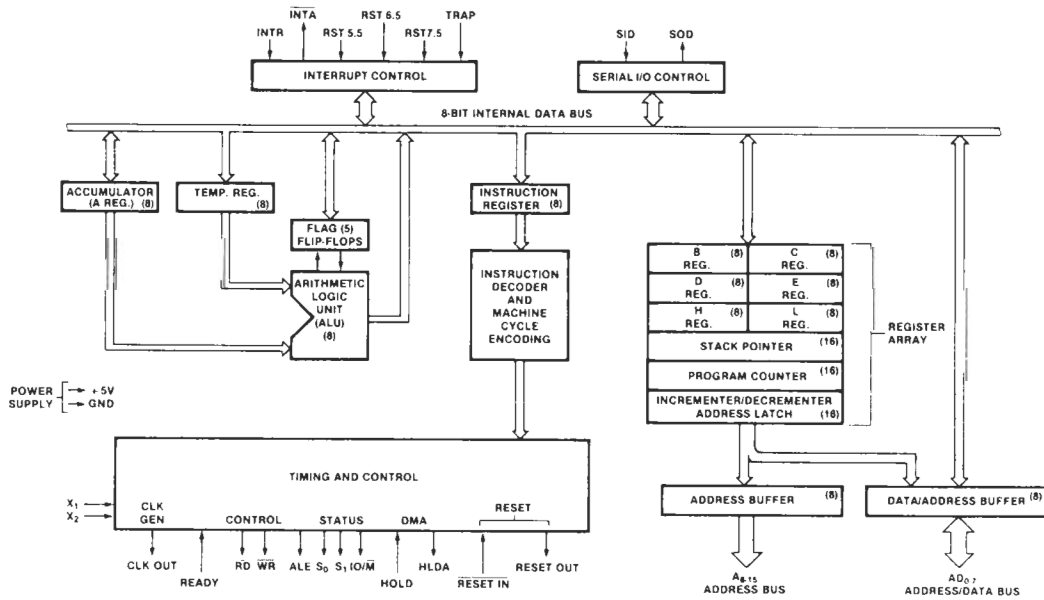 INTA
RST 6.5
TRAP
INTR
RST 5.5
RST7.5
SID
SOD
INTERRUPT CONTROL
SERIAL I/O CONTROL
8-BIT INTERNAL DATA BUS
ACCUMULATOR
(A REG.) (8)
TEMP. REG.
(8)
INSTRUCTION
REGISTER (8)
FLAG (5)
FLIP-FLOPS
ARITHMETIC
LOGIC
UNIT
(ALU)
(8)
INSTRUCTION
DECODER
AND
MACHINE
CYCLE
ENCODING
B (8)
REG.
C (8)
REG.
D (8)
REG.
E (8)
REG.
H (8)
REG.
L (8)
REG.
STACK POINTER (16)
PROGRAM COUNTER (16)
INCREMENTER/DECREMENTER
ADDRESS LATCH (16)
REGISTER
ARRAY
POWER
SUPPLY
+5V
GND
TIMING AND CONTROL
X1
X2
CLK
GEN
CONTROL
STATUS
DMA
RESET
CLK OUT
READY
RD
WR
ALE
S0
S1
IO/M
HOLD
HLDA
RESET IN
RESET OUT
ADDRESS BUFFER (8)
DATA/ADDRESS BUFFER (8)
A8-15
ADDRESS BUS
AD0-7
ADDRESS/DATA BUS